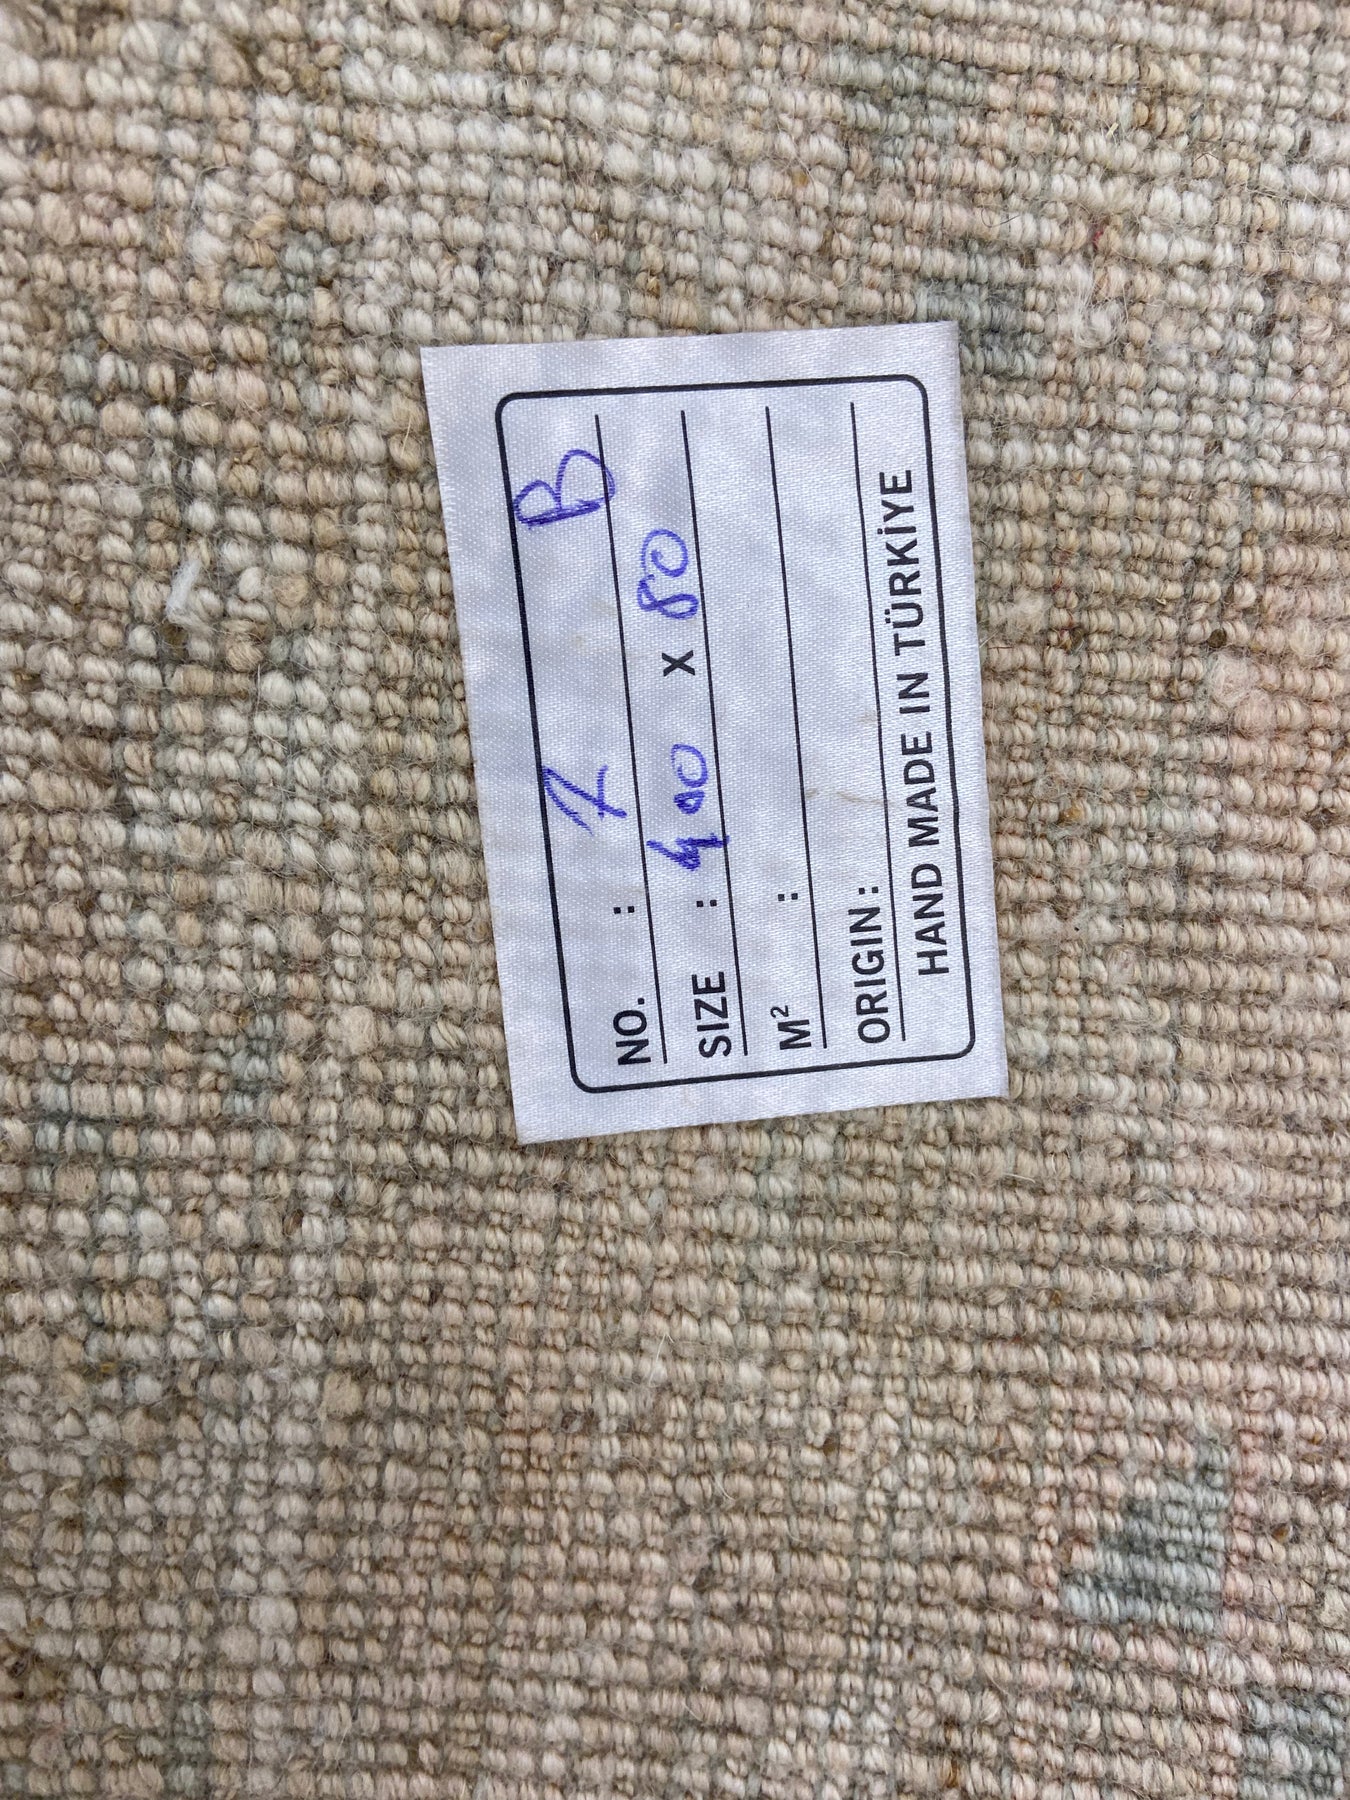 NO. : 7 B
SIZE : 400 x 80
M² :
ORIGIN :
HAND MADE IN TÜRKİYE